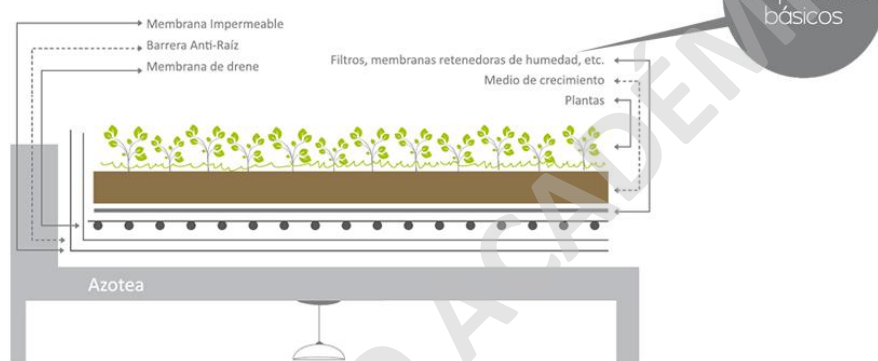 básicos
Membrana Impermeable
Barrera Anti-Raíz
Membrana de drene
Filtros, membranas retenedoras de humedad, etc.
Medio de crecimiento
Plantas
Azotea